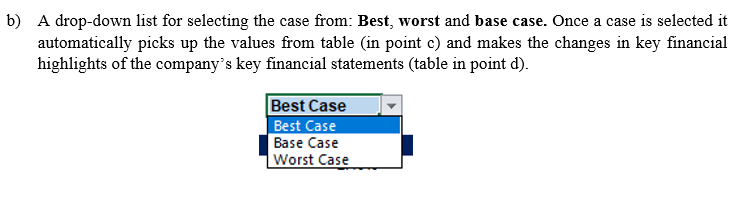 b) A drop-down list for selecting the case from: Best, worst and base case. Once a case is selected it
automatically picks up the values from table (in point c) and makes the changes in key financial
highlights of the company's key financial statements (table in point d).
Best Case
Best Case
Base Case
Worst Case